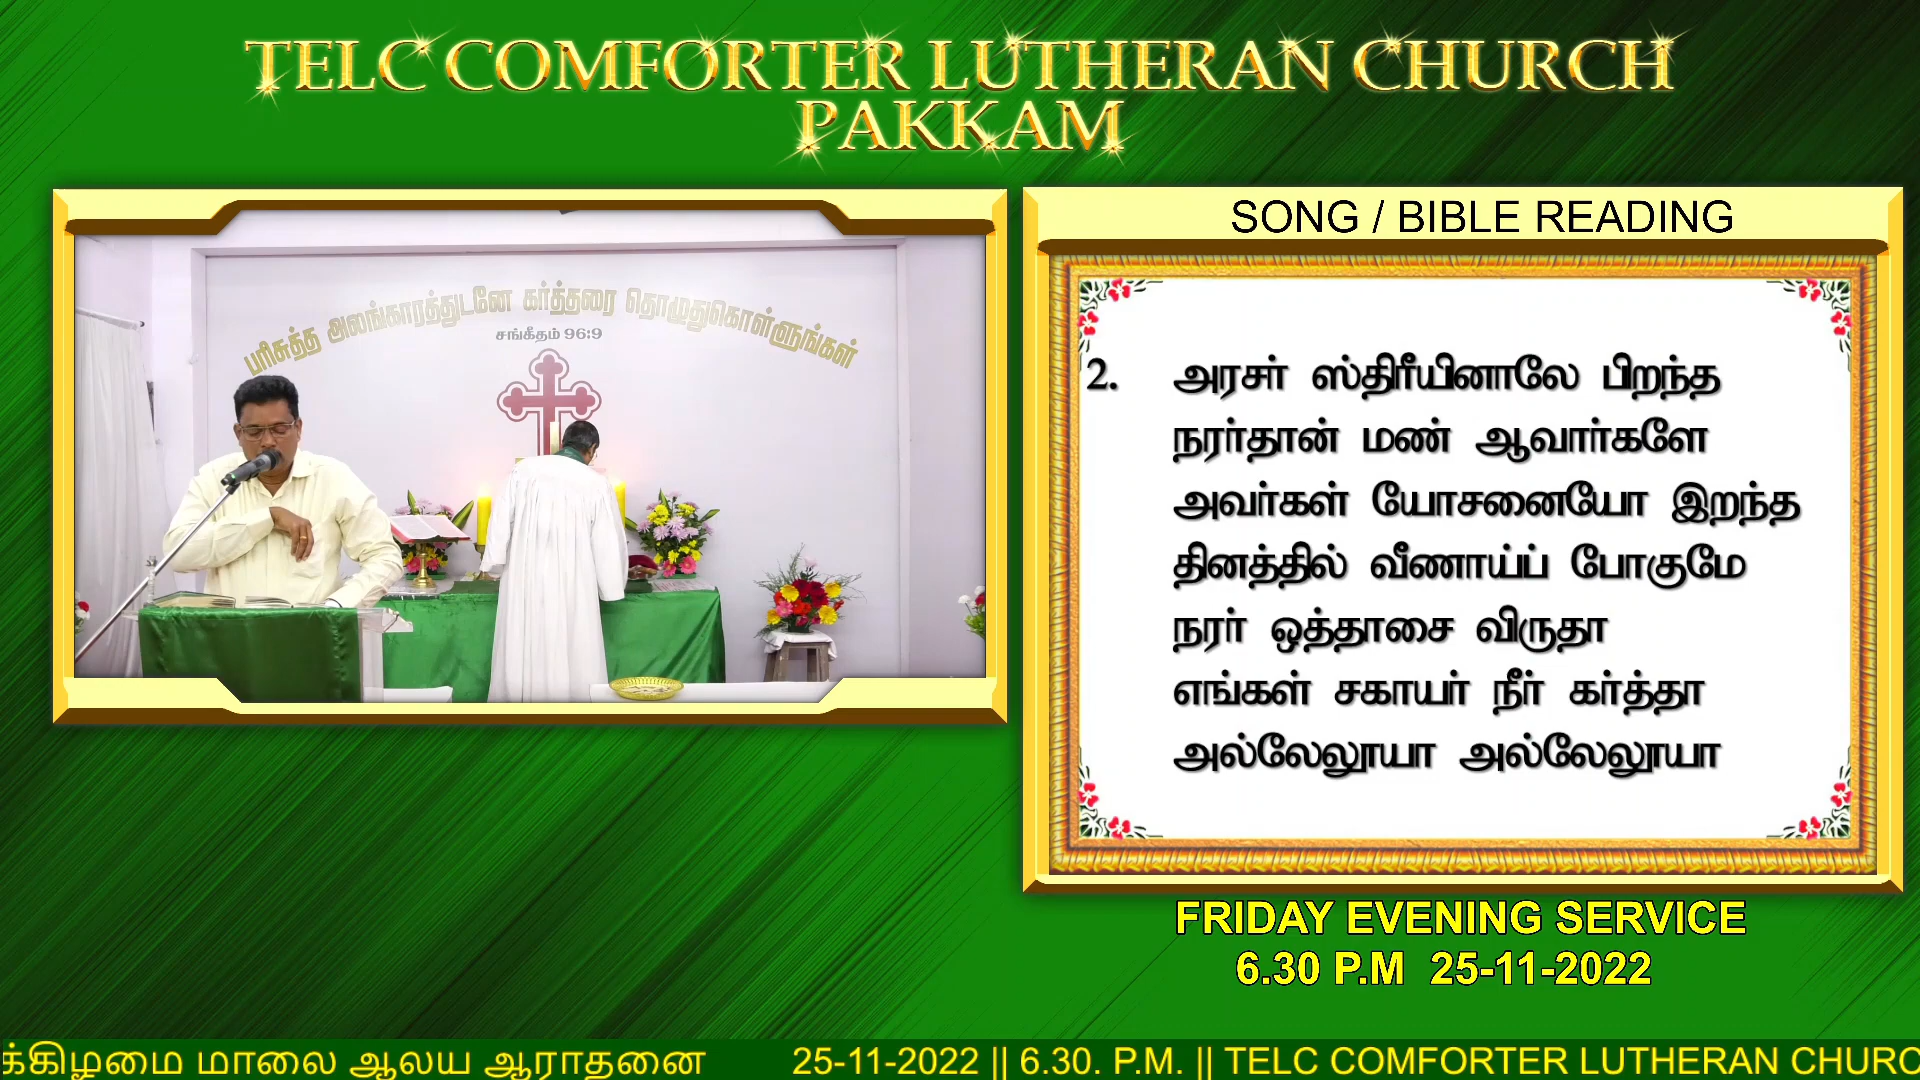 TELC COMFORTER LUTHERAN CHURCH
PAKKAM
பரிசுத்த அலங்காரத்துடனே கர்த்தரை தொழுதுகொள்ளுங்கள்
சங்கீதம் 96:9
SONG / BIBLE READING
2. அரசர் ஸ்திரீயினாலே பிறந்த
நரர்தான் மண் ஆவார்களே
அவர்கள் யோசனையோ இறந்த
தினத்தில் வீணாய்ப் போகுமே
நரர் ஒத்தாசை விருதா
எங்கள் சகாயர் நீர் கர்த்தா
அல்லேலூயா அல்லேலூயா
FRIDAY EVENING SERVICE
6.30 P.M 25-11-2022
க்கிழமை மாலை ஆலய ஆராதனை 25-11-2022 || 6.30. P.M. || TELC COMFORTER LUTHERAN CHURC